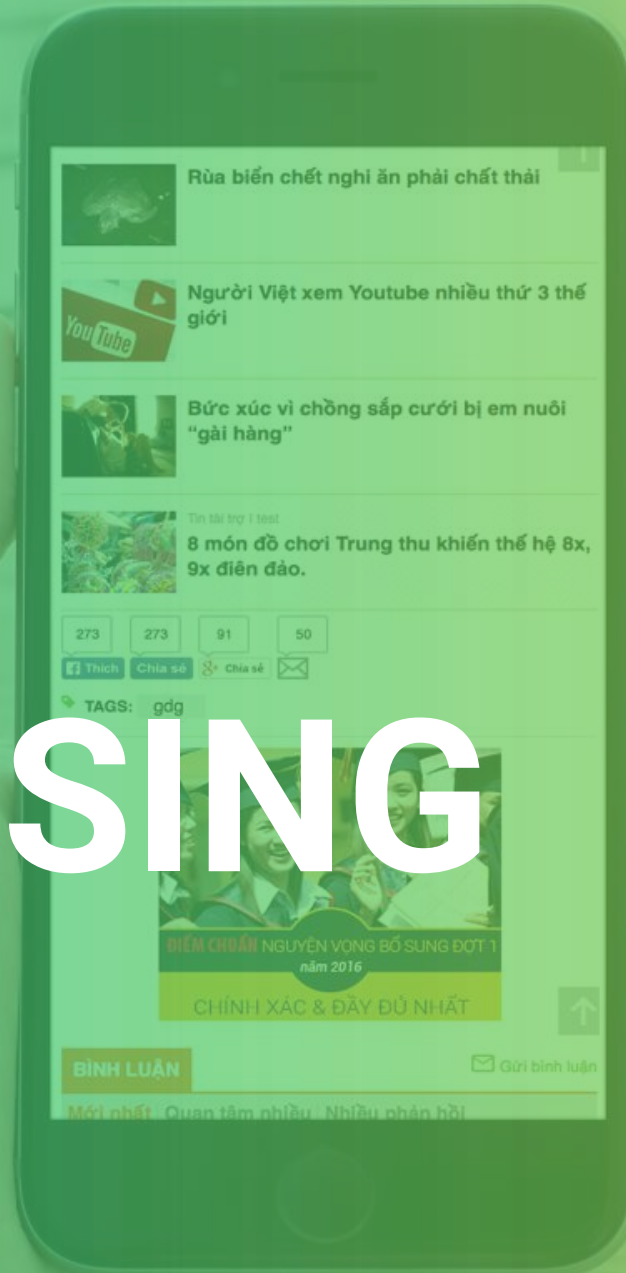 Rùa biển chết nghi ăn phải chất thải
Người Việt xem Youtube nhiều thứ 3 thế
giới
You Tube
Bức xúc vì chồng sắp cưới bị em nuôi
“gài hàng”
Tin tài trợ | test
8 món đồ chơi Trung thu khiến thế hệ 8x,
9x điên đảo.
273 273 91 50
f Thích Chia sẻ g+ Chia sẻ
TAGS: gdg
SING
ĐIỂM CHUẨN NGUYỆN VỌNG BỔ SUNG ĐỢT 1
năm 2016
CHÍNH XÁC & ĐẦY ĐỦ NHẤT
BÌNH LUẬN Gửi bình luận
Mới nhất Quan tâm nhiều Nhiều phản hồi